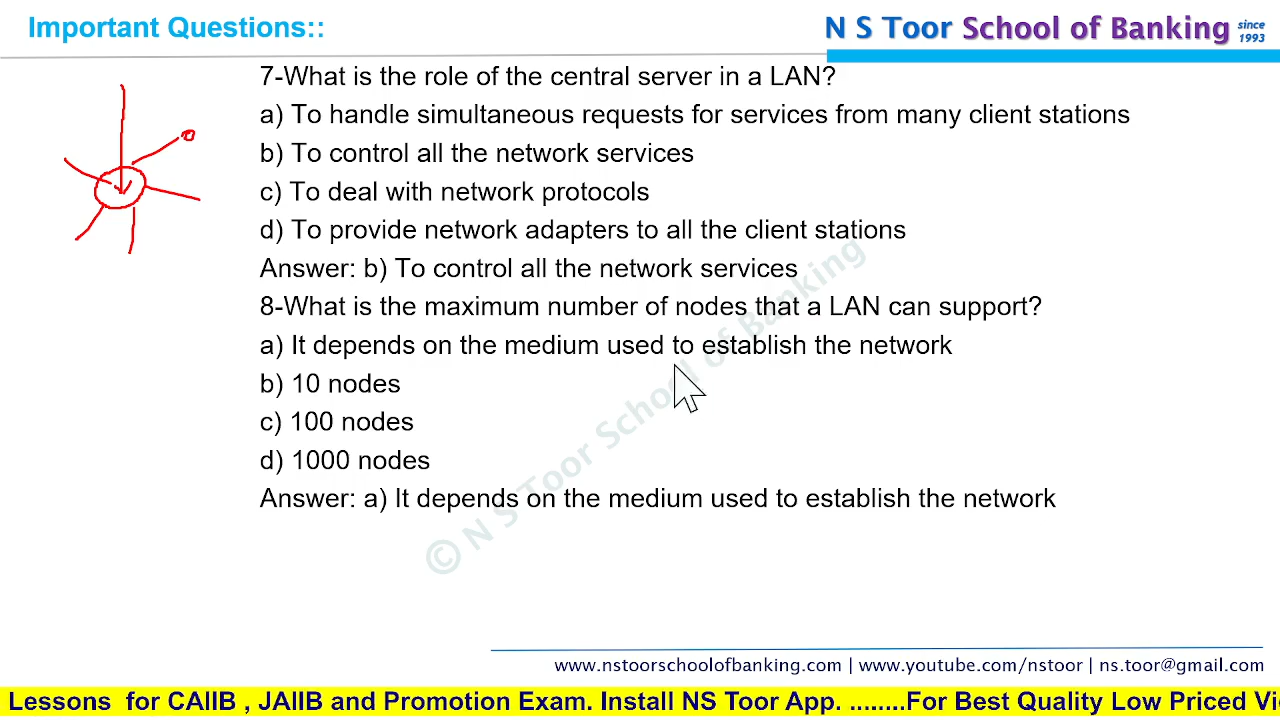 Important Questions::
N S Toor School of Banking since 1993
7-What is the role of the central server in a LAN?
a) To handle simultaneous requests for services from many client stations
b) To control all the network services
c) To deal with network protocols
d) To provide network adapters to all the client stations
Answer: b) To control all the network services
8-What is the maximum number of nodes that a LAN can support?
a) It depends on the medium used to establish the network
b) 10 nodes
c) 100 nodes
d) 1000 nodes
Answer: a) It depends on the medium used to establish the network
© N S Toor School of Banking
www.nstoorschoolofbanking.com | www.youtube.com/nstoor | ns.toor@gmail.com
Lessons for CAIIB , JAIIB and Promotion Exam. Install NS Toor App. ........For Best Quality Low Priced Vi